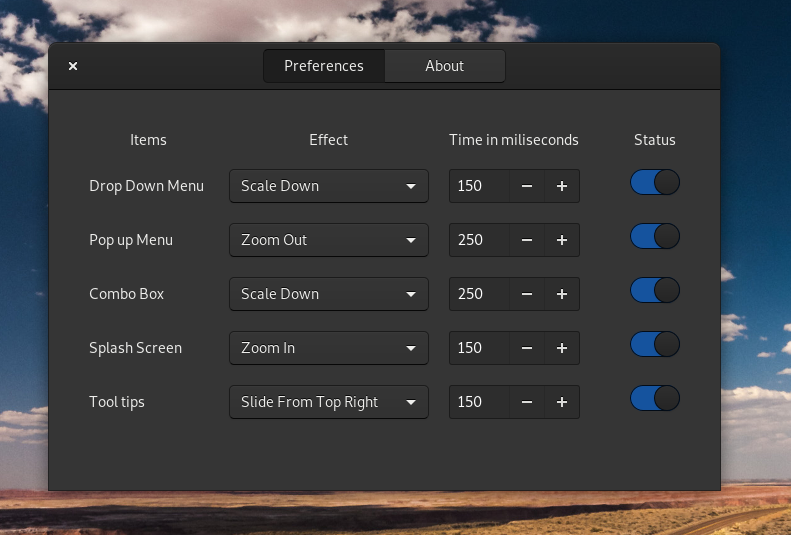 Preferences About
Items Effect Time in miliseconds Status
Drop Down Menu Scale Down 150
Pop up Menu Zoom Out 250
Combo Box Scale Down 250
Splash Screen Zoom In 150
Tool tips Slide From Top Right 150